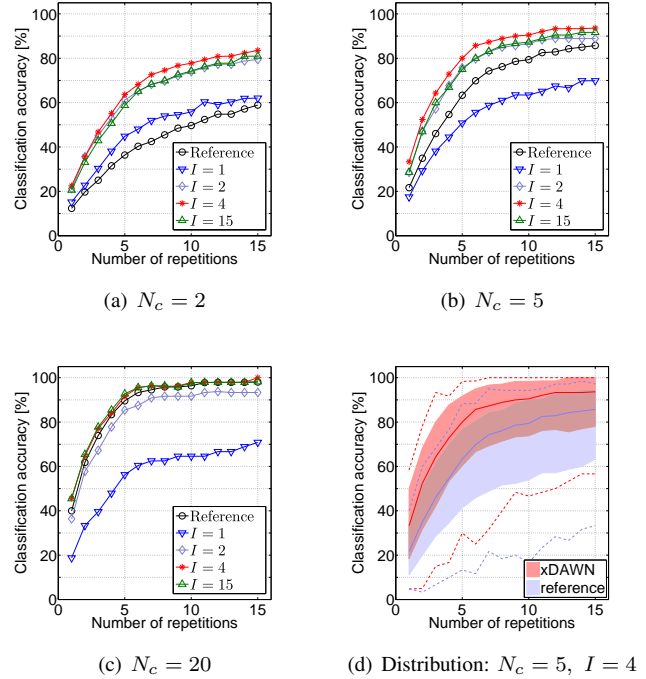 100
80
60
40
20
0
Classification accuracy [%]
0 5 10 15
Number of repetitions
Reference
I = 1
I = 2
I = 4
I = 15
(a) N_c = 2
100
80
60
40
20
0
Classification accuracy [%]
0 5 10 15
Number of repetitions
Reference
I = 1
I = 2
I = 4
I = 15
(b) N_c = 5
100
80
60
40
20
0
Classification accuracy [%]
0 5 10 15
Number of repetitions
Reference
I = 1
I = 2
I = 4
I = 15
(c) N_c = 20
100
80
60
40
20
0
Classification accuracy [%]
0 5 10 15
Number of repetitions
xDAWN
reference
(d) Distribution: N_c = 5, I = 4